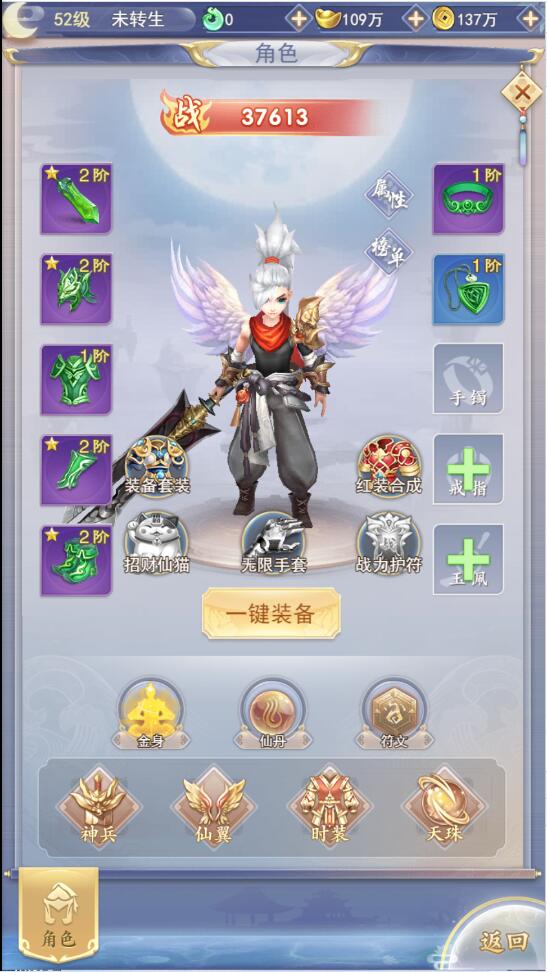 52级 未转生 0 109万 137万
角色
战 37613
2阶
1阶
属性
榜单
2阶
1阶
1阶
手镯
2阶
戒指
装备套装
红装合成
2阶
玉佩
招财仙猫
无限手套
战力护符
一键装备
金身
仙丹
符文
神兵
仙翼
时装
天珠
角色
返回